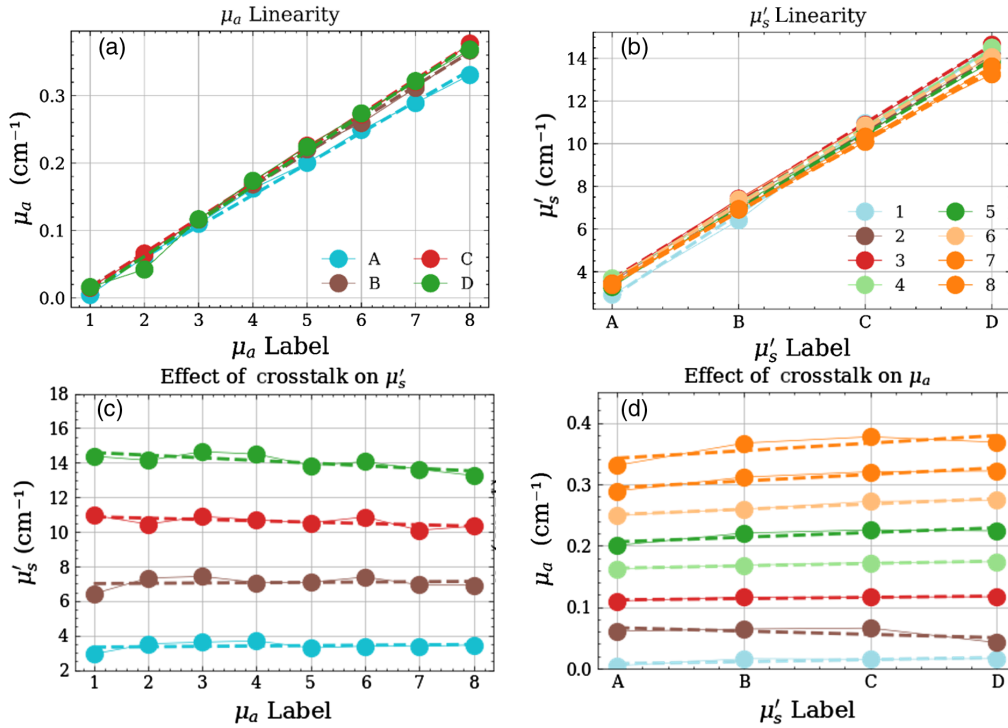 μa Linearity
(a)
0.3
0.2
0.1
0.0
μa (cm⁻¹)
A
B
C
D
1 2 3 4 5 6 7 8
μa Label
μ′s Linearity
(b)
14
12
10
8
6
4
μ′s (cm⁻¹)
1
2
3
4
5
6
7
8
A B C D
μ′s Label
Effect of crosstalk on μ′s
(c)
18
16
14
12
10
8
6
4
2
μ′s (cm⁻¹)
1 2 3 4 5 6 7 8
μa Label
Effect of crosstalk on μa
(d)
0.4
0.3
0.2
0.1
0.0
μa (cm⁻¹)
A B C D
μ′s Label